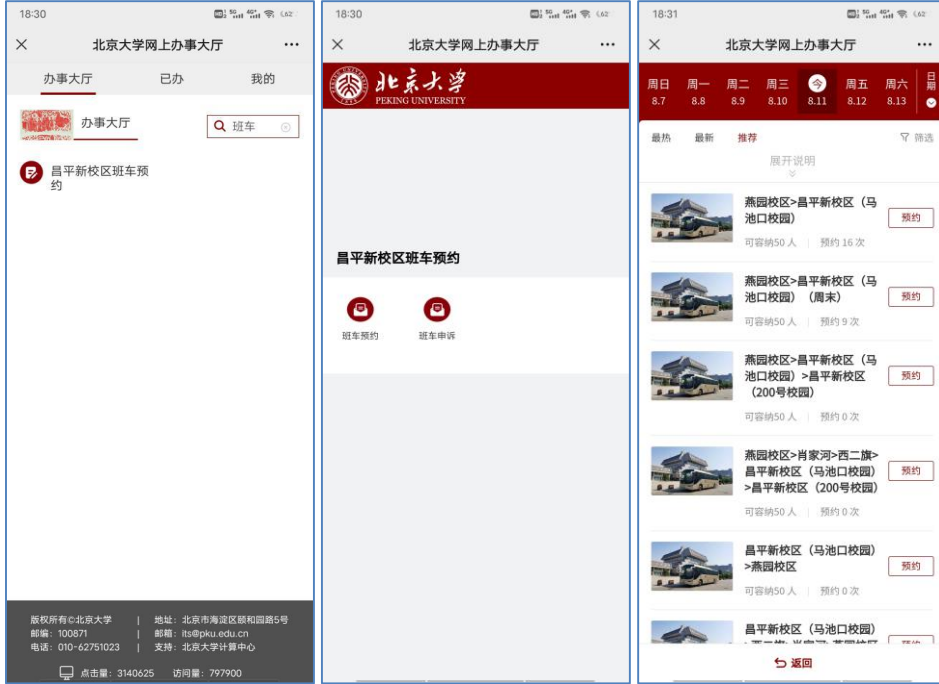 18:30
北京大学网上办事大厅
办事大厅 已办 我的
办事大厅
班车
昌平新校区班车预
约
版权所有©北京大学 | 地址：北京市海淀区颐和园路5号
邮编：100871 | 邮箱：its@pku.edu.cn
电话：010-62751023 | 支持：北京大学计算中心
点击量：3140625 访问量：797900
18:30
北京大学网上办事大厅
北京大学
PEKING UNIVERSITY
昌平新校区班车预约
班车预约 班车申诉
18:31
北京大学网上办事大厅
周日 周一 周二 周三 今 周五 周六 日期
8.7 8.8 8.9 8.10 8.11 8.12 8.13
最热 最新 推荐 筛选
展开说明
燕园校区>昌平新校区（马
池口校园）
预约
可容纳50 人 | 预约 16 次
燕园校区>昌平新校区（马
池口校园）（周末）
预约
可容纳50 人 | 预约 9 次
燕园校区>昌平新校区（马
池口校园）>昌平新校区
（200号校园）
预约
可容纳50 人 | 预约 0 次
燕园校区>肖家河>西二旗>
昌平新校区（马池口校园）
>昌平新校区（200号校园）
预约
可容纳50 人 | 预约 0 次
昌平新校区（马池口校园）
>燕园校区
预约
可容纳50 人 | 预约 0 次
昌平新校区（马池口校园）
返回